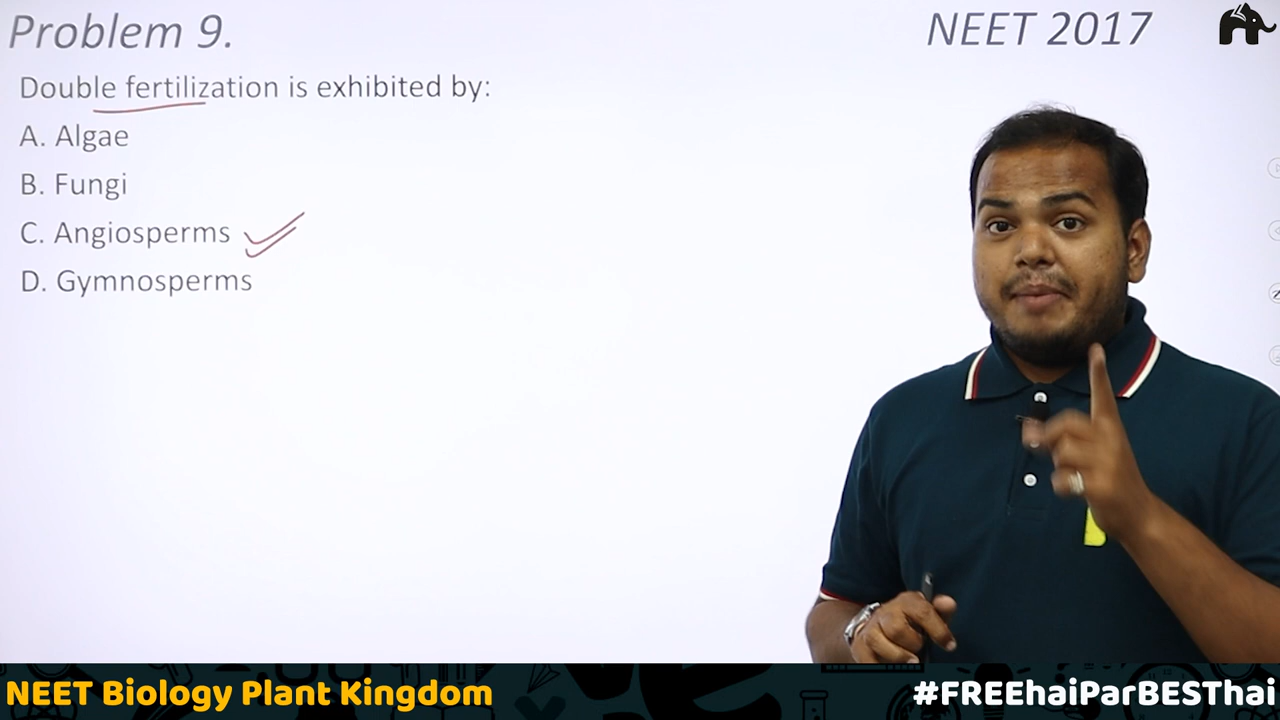 Problem 9.
NEET 2017
Double fertilization is exhibited by:
A. Algae
B. Fungi
C. Angiosperms
D. Gymnosperms
NEET Biology Plant Kingdom
#FREEhaiParBESThai